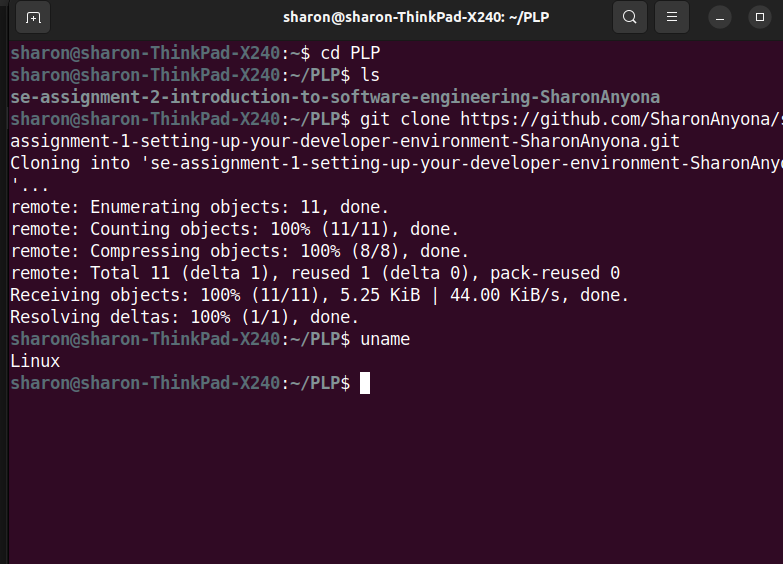 sharon@sharon-ThinkPad-X240: ~/PLP
sharon@sharon-ThinkPad-X240:~$ cd PLP
sharon@sharon-ThinkPad-X240:~/PLP$ ls
se-assignment-2-introduction-to-software-engineering-SharonAnyona
sharon@sharon-ThinkPad-X240:~/PLP$ git clone https://github.com/SharonAnyona/s
assignment-1-setting-up-your-developer-environment-SharonAnyona.git
Cloning into 'se-assignment-1-setting-up-your-developer-environment-SharonAnyo
'...
remote: Enumerating objects: 11, done.
remote: Counting objects: 100% (11/11), done.
remote: Compressing objects: 100% (8/8), done.
remote: Total 11 (delta 1), reused 1 (delta 0), pack-reused 0
Receiving objects: 100% (11/11), 5.25 KiB | 44.00 KiB/s, done.
Resolving deltas: 100% (1/1), done.
sharon@sharon-ThinkPad-X240:~/PLP$ uname
Linux
sharon@sharon-ThinkPad-X240:~/PLP$